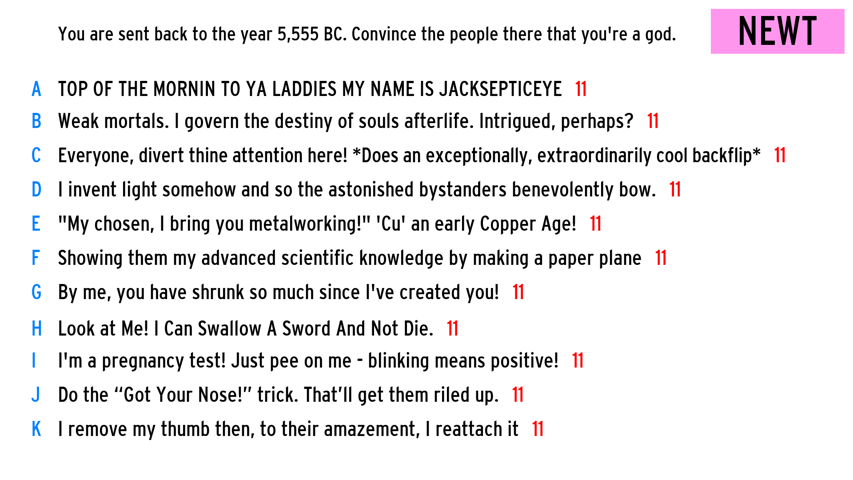 You are sent back to the year 5,555 BC. Convince the people there that you're a god.
NEWT
A TOP OF THE MORNIN TO YA LADDIES MY NAME IS JACKSEPTICEYE 11
B Weak mortals. I govern the destiny of souls afterlife. Intrigued, perhaps? 11
C Everyone, divert thine attention here! *Does an exceptionally, extraordinarily cool backflip* 11
D I invent light somehow and so the astonished bystanders benevolently bow. 11
E "My chosen, I bring you metalworking!" 'Cu' an early Copper Age! 11
F Showing them my advanced scientific knowledge by making a paper plane 11
G By me, you have shrunk so much since I've created you! 11
H Look at Me! I Can Swallow A Sword And Not Die. 11
I I'm a pregnancy test! Just pee on me - blinking means positive! 11
J Do the “Got Your Nose!” trick. That’ll get them riled up. 11
K I remove my thumb then, to their amazement, I reattach it 11